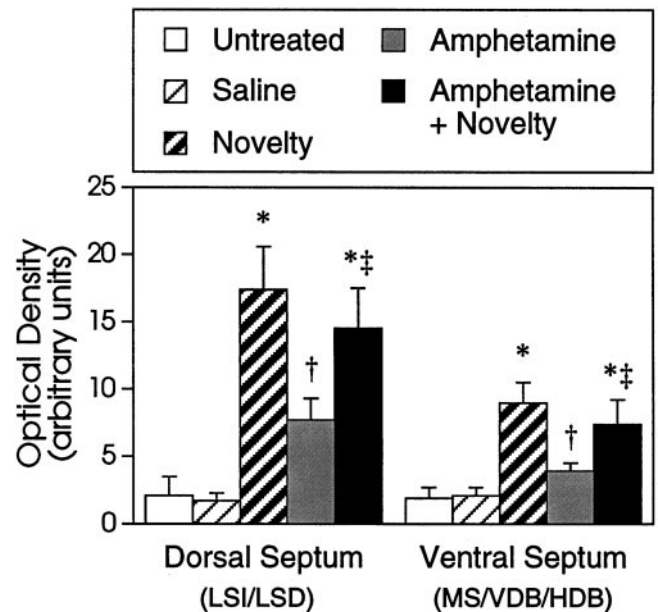 Untreated
Saline
Novelty
Amphetamine
Amphetamine
+ Novelty
Optical Density
(arbitrary units)
25
20
15
10
5
0
*
†
*‡
*
†
*‡
Dorsal Septum
(LSI/LSD)
Ventral Septum
(MS/VDB/HDB)